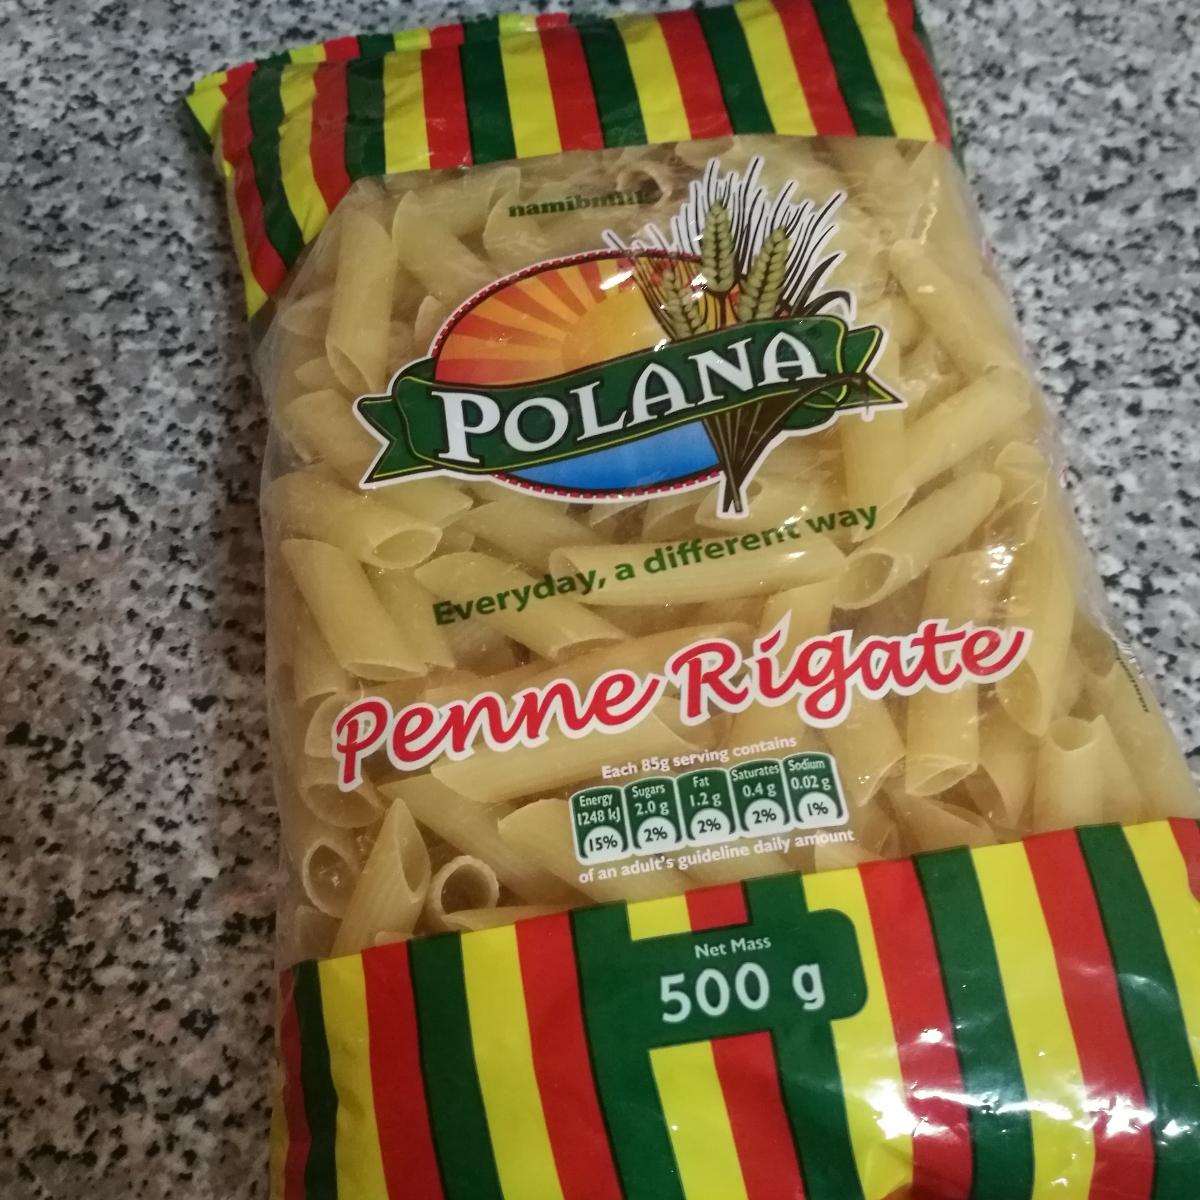 namibmills
POLANA
Everyday, a different way
Penne Rigate
Each 85g serving contains
Energy Sugars Fat Saturates Sodium
1248 kJ 2.0 g 1.2 g 0.4 g 0.02 g
15% 2% 2% 2% 1%
of an adult's guideline daily amount
Net Mass
500 g